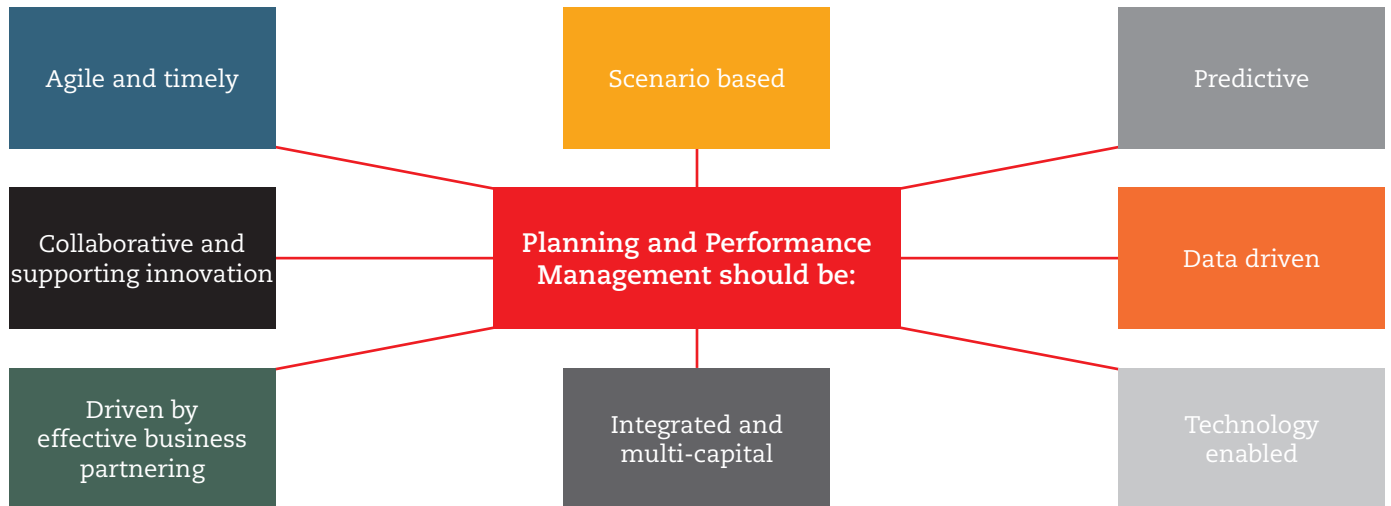 Agile and timely
Scenario based
Predictive
Collaborative and
supporting innovation
Planning and Performance
Management should be:
Data driven
Driven by
effective business
partnering
Integrated and
multi-capital
Technology
enabled